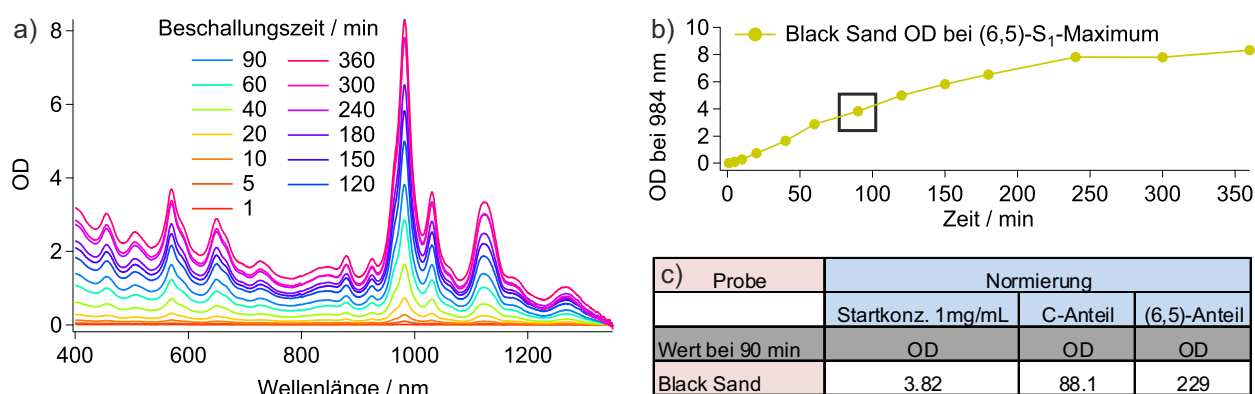 a)
Beschallungszeit / min
90 360
60 300
40 240
20 180
10 150
5 120
1
OD
8
6
4
2
0
400 600 800 1000 1200
Wellenlänge / nm
b)
Black Sand OD bei (6,5)-S₁-Maximum
OD bei 984 nm
10
8
6
4
2
0
0 50 100 150 200 250 300 350
Zeit / min
c) Probe Normierung
Startkonz. 1mg/mL C-Anteil (6,5)-Anteil
Wert bei 90 min OD OD OD
Black Sand 3.82 88.1 229